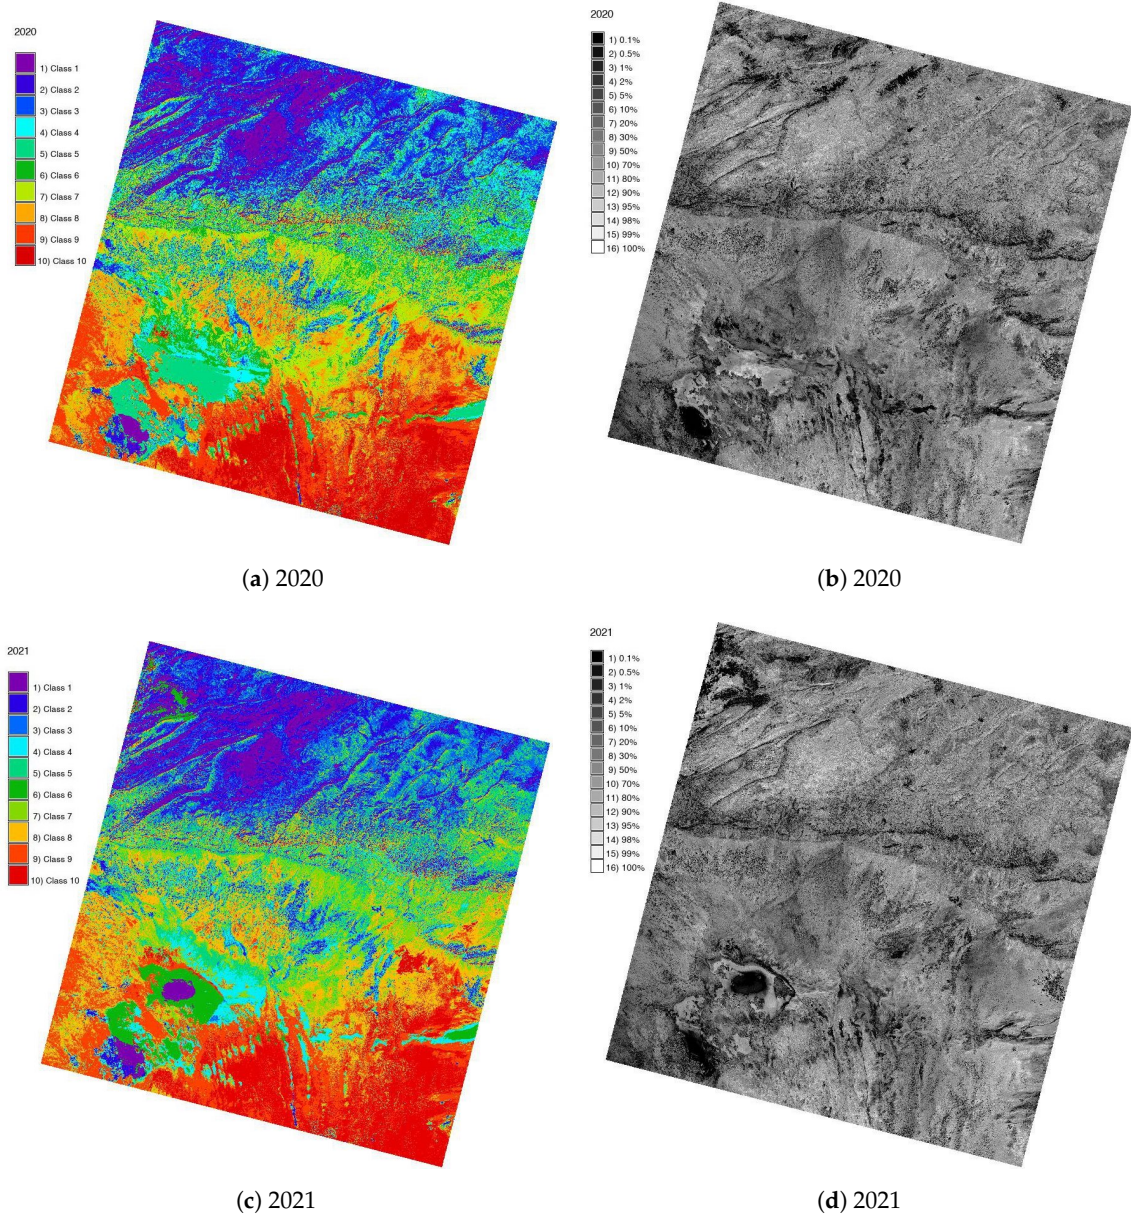 2020
1) Class 1
2) Class 2
3) Class 3
4) Class 4
5) Class 5
6) Class 6
7) Class 7
8) Class 8
9) Class 9
10) Class 10
(a) 2020
2020
1) 0.1%
2) 0.5%
3) 1%
4) 2%
5) 5%
6) 10%
7) 20%
8) 30%
9) 50%
10) 70%
11) 80%
12) 90%
13) 95%
14) 98%
15) 99%
16) 100%
(b) 2020
2021
1) Class 1
2) Class 2
3) Class 3
4) Class 4
5) Class 5
6) Class 6
7) Class 7
8) Class 8
9) Class 9
10) Class 10
(c) 2021
2021
1) 0.1%
2) 0.5%
3) 1%
4) 2%
5) 5%
6) 10%
7) 20%
8) 30%
9) 50%
10) 70%
11) 80%
12) 90%
13) 95%
14) 98%
15) 99%
16) 100%
(d) 2021